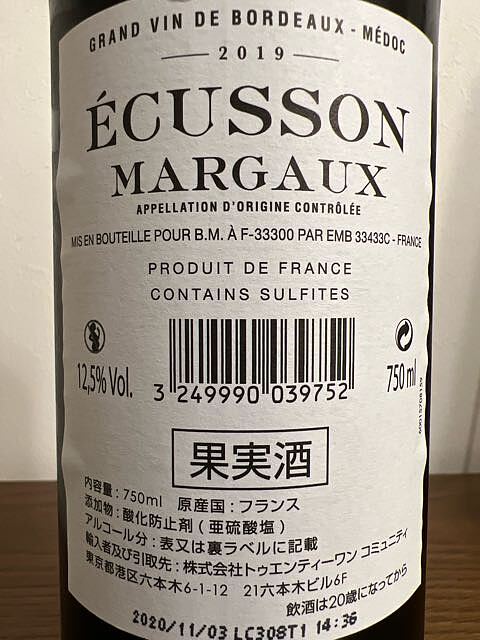 GRAND VIN DE BORDEAUX - MÉDOC
2019
ÉCUSSON
MARGAUX
APPELLATION D'ORIGINE CONTRÔLÉE
MIS EN BOUTEILLE POUR B.M. À F-33300 PAR EMB 33433C - FRANCE
PRODUIT DE FRANCE
CONTAINS SULFITES
12,5% Vol.
3 249990 039752
750 ml
果実酒
内容量：750ml 原産国：フランス
添加物：酸化防止剤(亜硫酸塩)
アルコール分：表又は裏ラベルに記載
輸入者及び引取先：株式会社トゥエンティーワン コミュニティ
東京都港区六本木6-1-12 21六本木ビル6F
飲酒は20歳になってから
2020/11/03 LC308T1 14:36